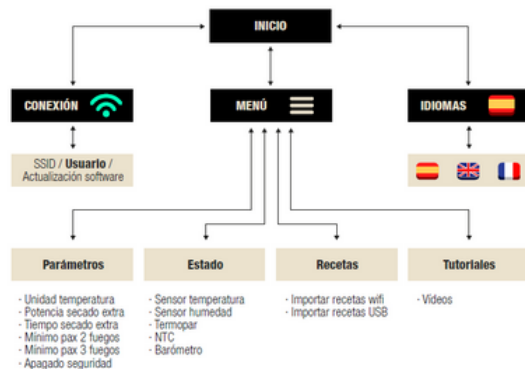 INICIO
CONEXIÓN
MENÚ
IDIOMAS
SSID / Usuario /
Actualización software
Parámetros
- Unidad temperatura
- Potencia secado extra
- Tiempo secado extra
- Mínimo pax 2 fuegos
- Mínimo pax 3 fuegos
- Apagado seguridad
Estado
- Sensor temperatura
- Sensor humedad
- Termopar
- NTC
- Barómetro
Recetas
- Importar recetas wifi
- Importar recetas USB
Tutoriales
- Vídeos